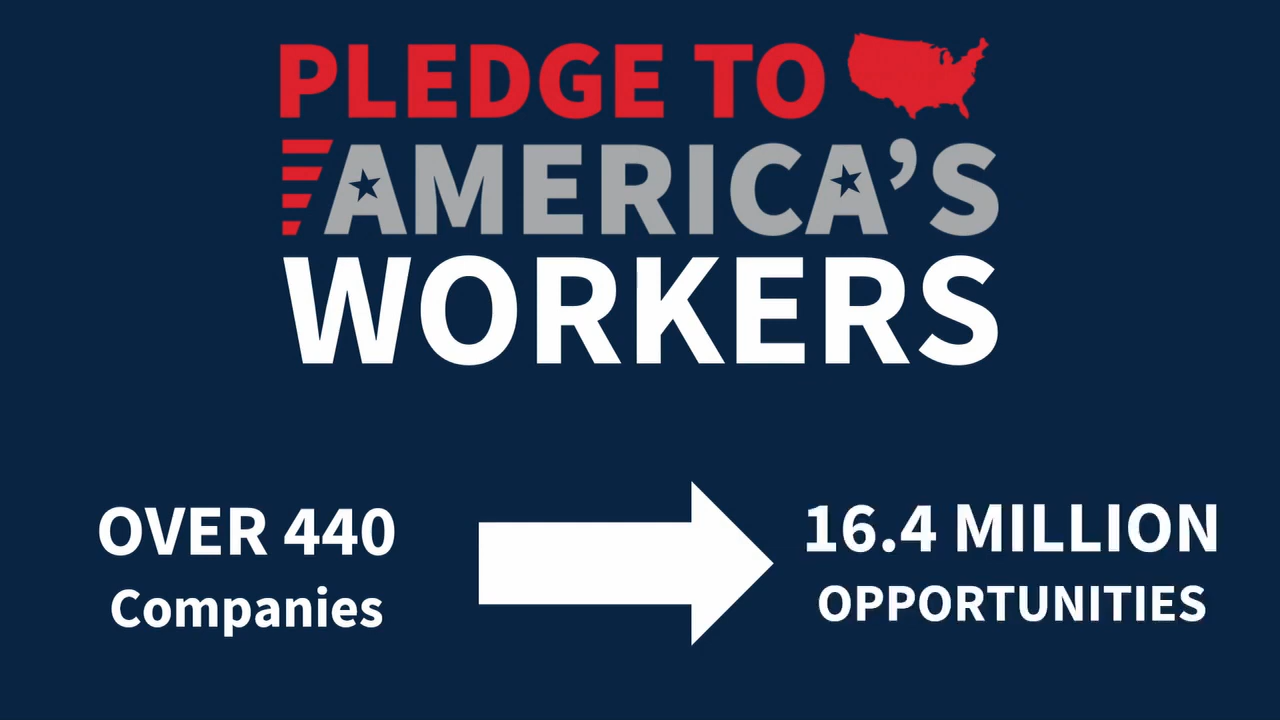 PLEDGE TO
AMERICA'S
WORKERS
OVER 440
Companies
16.4 MILLION
OPPORTUNITIES